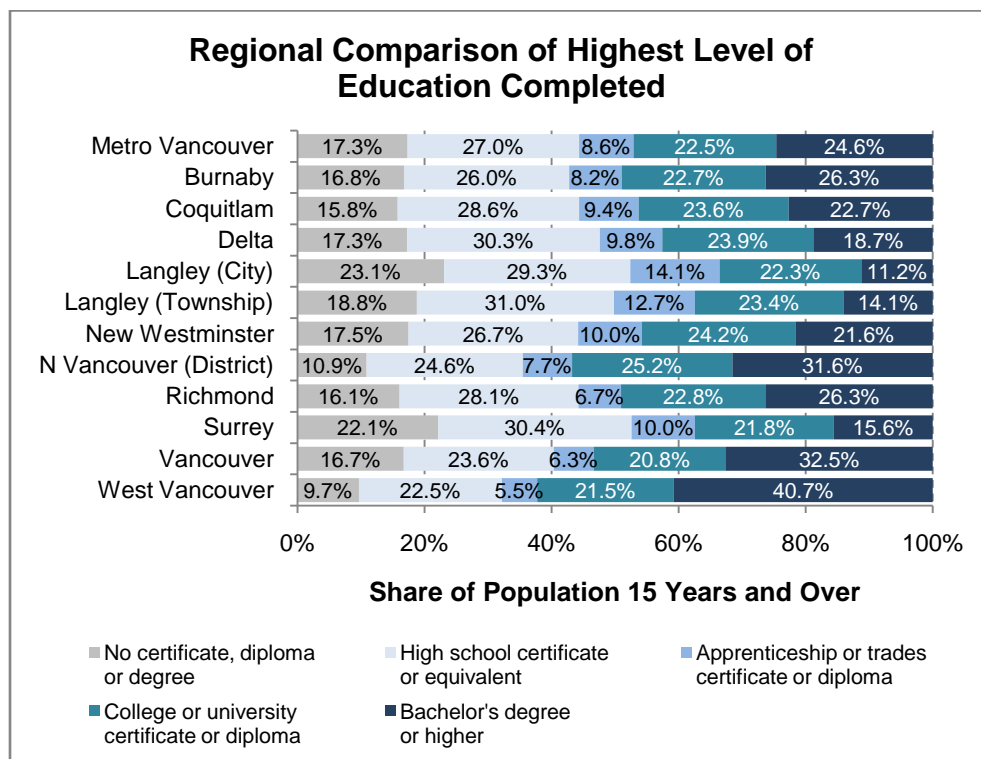 Regional Comparison of Highest Level of
Education Completed
Metro Vancouver 17.3% 27.0% 8.6% 22.5% 24.6%
Burnaby 16.8% 26.0% 8.2% 22.7% 26.3%
Coquitlam 15.8% 28.6% 9.4% 23.6% 22.7%
Delta 17.3% 30.3% 9.8% 23.9% 18.7%
Langley (City) 23.1% 29.3% 14.1% 22.3% 11.2%
Langley (Township) 18.8% 31.0% 12.7% 23.4% 14.1%
New Westminster 17.5% 26.7% 10.0% 24.2% 21.6%
N Vancouver (District) 10.9% 24.6% 7.7% 25.2% 31.6%
Richmond 16.1% 28.1% 6.7% 22.8% 26.3%
Surrey 22.1% 30.4% 10.0% 21.8% 15.6%
Vancouver 16.7% 23.6% 6.3% 20.8% 32.5%
West Vancouver 9.7% 22.5% 5.5% 21.5% 40.7%
0% 20% 40% 60% 80% 100%
Share of Population 15 Years and Over
No certificate, diploma
or degree
High school certificate
or equivalent
Apprenticeship or trades
certificate or diploma
College or university
certificate or diploma
Bachelor's degree
or higher